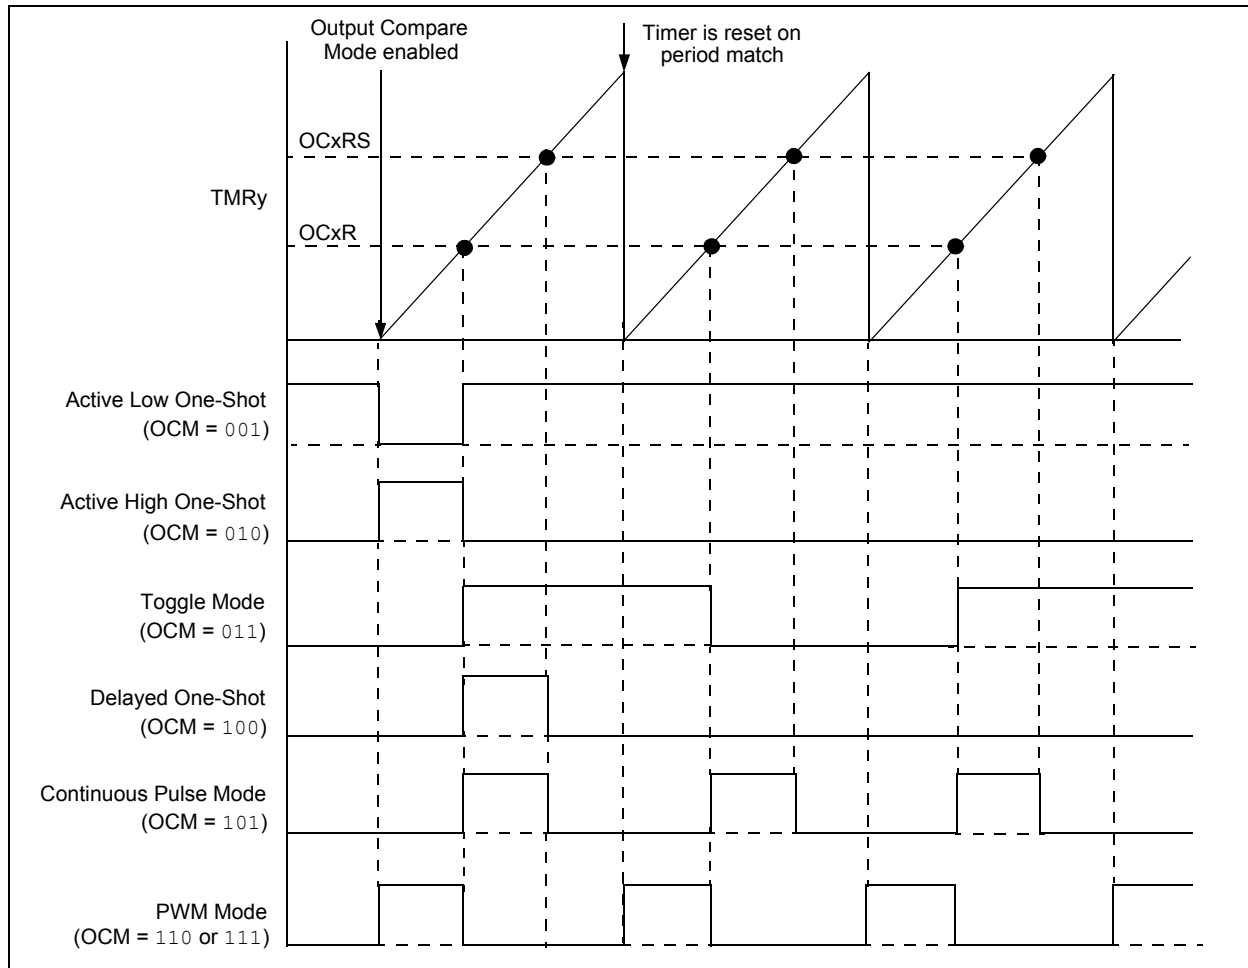 Output Compare
Mode enabled
Timer is reset on
period match
OCxRS
TMRy
OCxR
Active Low One-Shot
(OCM = 001)
Active High One-Shot
(OCM = 010)
Toggle Mode
(OCM = 011)
Delayed One-Shot
(OCM = 100)
Continuous Pulse Mode
(OCM = 101)
PWM Mode
(OCM = 110 or 111)